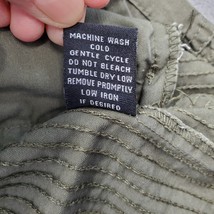 MACHINE WASH
COLD
GENTLE CYCLE
DO NOT BLEACH
TUMBLE DRY LOW
REMOVE PROMPTLY
LOW IRON
IF DESIRED